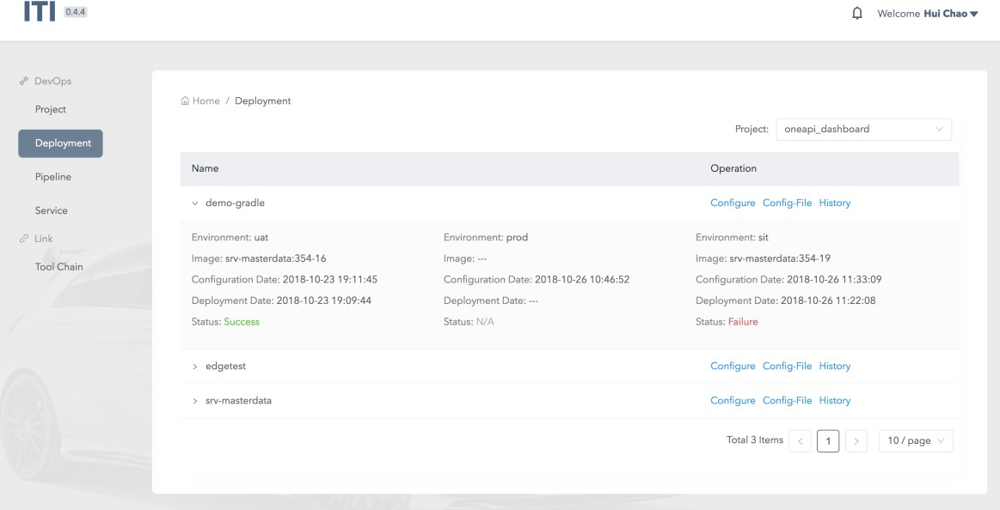 ITI 0.4.4
Welcome Hui Chao
DevOps
Project
Deployment
Pipeline
Service
Link
Tool Chain
Home / Deployment
Project: oneapi_dashboard
Name Operation
demo-gradle Configure Config-File History
Environment: uat Environment: prod Environment: sit
Image: srv-masterdata:354-16 Image: --- Image: srv-masterdata:354-19
Configuration Date: 2018-10-23 19:11:45 Configuration Date: 2018-10-26 10:46:52 Configuration Date: 2018-10-26 11:33:09
Deployment Date: 2018-10-23 19:09:44 Deployment Date: --- Deployment Date: 2018-10-26 11:22:08
Status: Success Status: N/A Status: Failure
edgetest Configure Config-File History
srv-masterdata Configure Config-File History
Total 3 Items < 1 > 10 / page